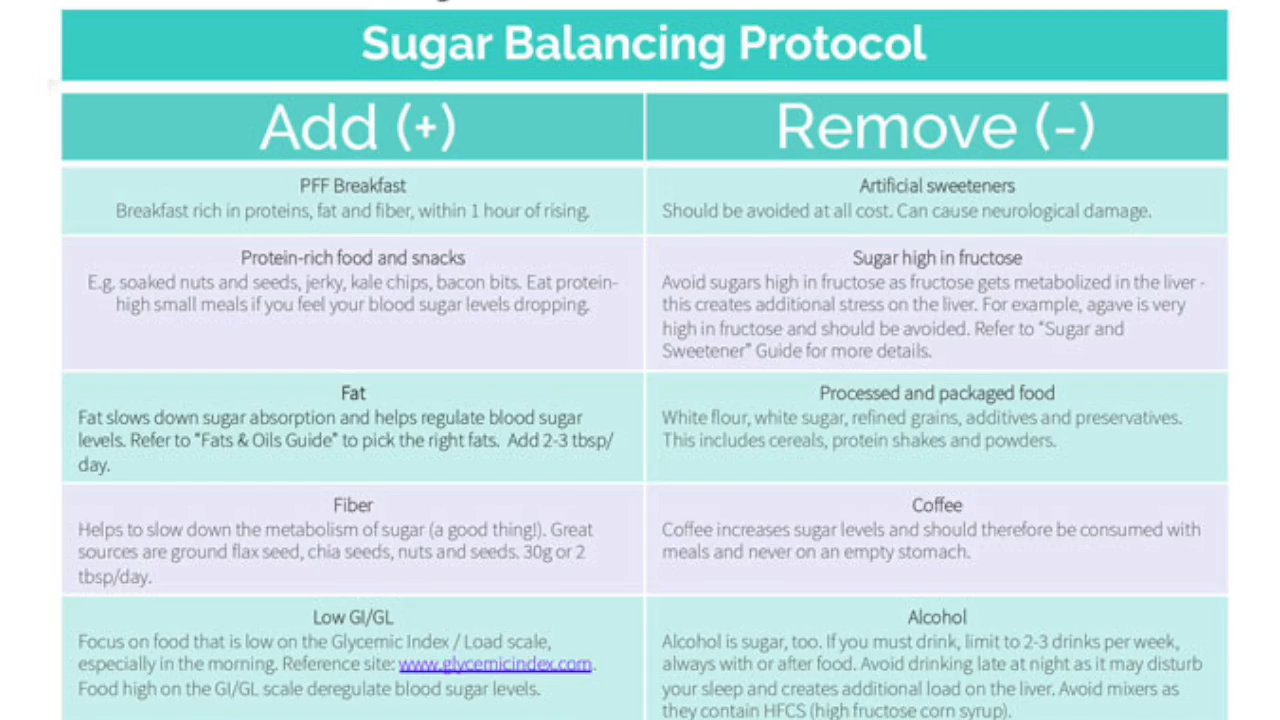 Sugar Balancing Protocol
Add (+)
Remove (-)
PFF Breakfast
Breakfast rich in proteins, fat and fiber, within 1 hour of rising.
Artificial sweeteners
Should be avoided at all cost. Can cause neurological damage.
Protein-rich food and snacks
E.g. soaked nuts and seeds, jerky, kale chips, bacon bits. Eat protein-
high small meals if you feel your blood sugar levels dropping.
Sugar high in fructose
Avoid sugars high in fructose as fructose gets metabolized in the liver -
this creates additional stress on the liver. For example, agave is very
high in fructose and should be avoided. Refer to "Sugar and
Sweetener" Guide for more details.
Fat
Fat slows down sugar absorption and helps regulate blood sugar
levels. Refer to "Fats & Oils Guide" to pick the right fats. Add 2-3 tbsp/
day.
Processed and packaged food
White flour, white sugar, refined grains, additives and preservatives.
This includes cereals, protein shakes and powders.
Fiber
Helps to slow down the metabolism of sugar (a good thing!). Great
sources are ground flax seed, chia seeds, nuts and seeds. 30g or 2
tbsp/day.
Coffee
Coffee increases sugar levels and should therefore be consumed with
meals and never on an empty stomach.
Low GI/GL
Focus on food that is low on the Glycemic Index / Load scale,
especially in the morning. Reference site: www.glycemicindex.com.
Food high on the GI/GL scale deregulate blood sugar levels.
Alcohol
Alcohol is sugar, too. If you must drink, limit to 2-3 drinks per week,
always with or after food. Avoid drinking late at night as it may disturb
your sleep and creates additional load on the liver. Avoid mixers as
they contain HFCS (high fructose corn syrup).